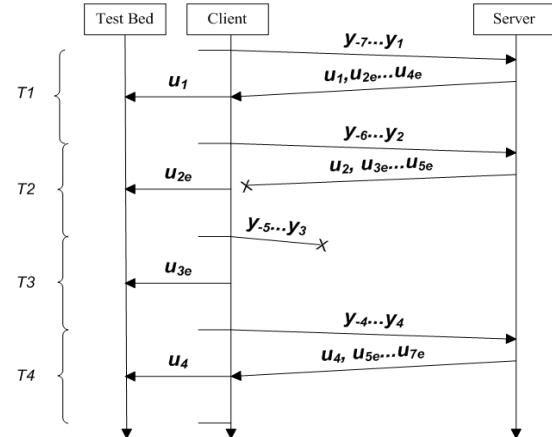 Test Bed Client Server
y-7...y1
u1,u2e...u4e
u1
T1
y-6...y2
u2, u3e...u5e
u2e
T2
y-5...y3
u3e
T3
y-4...y4
u4, u5e...u7e
u4
T4